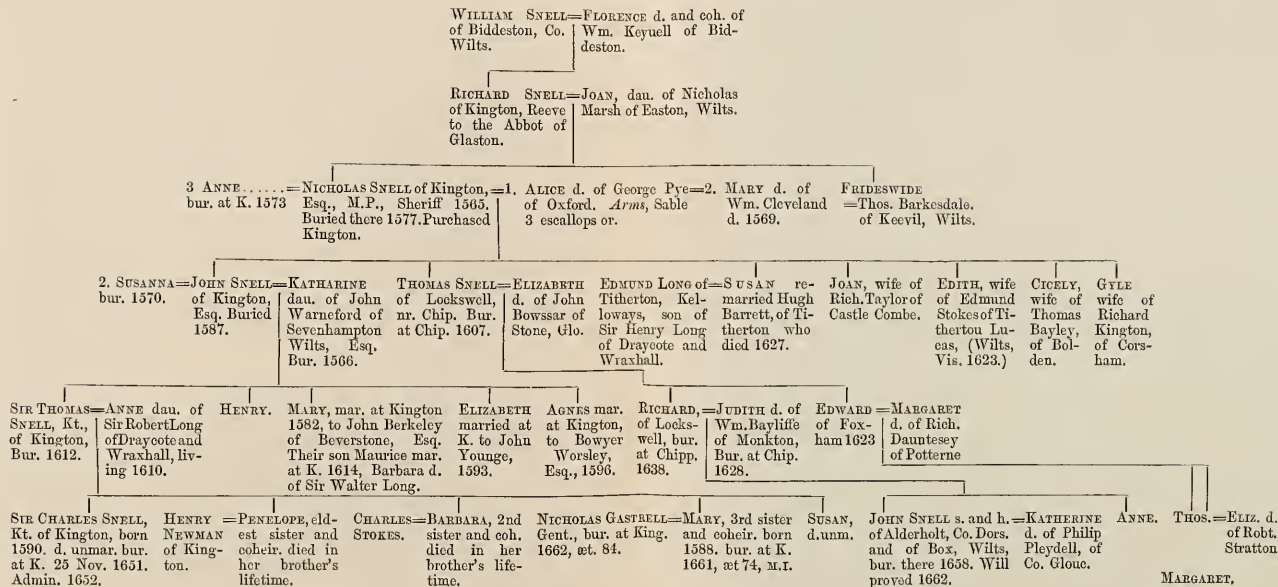 WILLIAM SNELL=FLORENCE d. and coh. of
of Biddeston, Co. Wm. Keyuell of Bid-
Wilts. deston.
RICHARD SNELL=JOAN, dau. of Nicholas
of Kington, Reeve Marsh of Easton, Wilts.
to the Abbot of
Glaston.
3 ANNE......=
bur. at K. 1573
NICHOLAS SNELL of Kington,=1.
Esq., M.P., Sheriff 1565.
Buried there 1577. Purchased
Kington.
ALICE d. of George Pye=2.
of Oxford. Arms, Sable
3 escallops or.
MARY d. of
Wm. Cleveland
d. 1569.
FRIDESWIDE
=Thos. Barkesdale.
of Keevil, Wilts.
2. SUSANNA=
bur. 1570.
JOHN SNELL=
of Kington,
Esq. Buried
1587.
KATHARINE
dau. of John
Warneford of
Sevenhampton
Wilts, Esq.
Bur. 1566.
THOMAS SNELL=
of Lockswell,
nr. Chip. Bur.
at Chip. 1607.
ELIZABETH
d. of John
Bowssar of
Stone, Glo.
EDMUND LONG of=
Titherton, Kel-
loways, son of
Sir Henry Long
of Draycote and
Wraxhall.
SUSAN re-
married Hugh
Barrett, of Ti-
therton who
died 1627.
JOAN, wife of
Rich. Taylor of
Castle Combe.
EDITH, wife
of Edmund
Stokes of Ti-
therton Lu-
cas, (Wilts,
Vis. 1623.)
CICELY,
wife of
Thomas
Bayley,
of Bol-
den.
GYLE
wife of
Richard
Kington,
of Cors-
ham.
SIR THOMAS=
SNELL, Kt.,
of Kington,
Bur. 1612.
ANNE dau. of
Sir Robert Long
of Draycote and
Wraxhall, liv-
ing 1610.
HENRY.
MARY, mar. at Kington
1582, to John Berkeley
of Beverstone, Esq.
Their son Maurice mar.
at K. 1614, Barbara d.
of Sir Walter Long.
ELIZABETH
married at
K. to John
Younge,
1593.
AGNES mar.
at Kington,
to Bowyer
Worsley,
Esq., 1596.
RICHARD,=
of Locks-
well, bur.
at Chipp.
1638.
JUDITH d. of
Wm. Bayliffe
of Monkton,
Bur. at Chip.
1628.
EDWARD=
of Fox-
ham 1623
MARGARET
d. of Rich.
Dauntesey
of Potterne
SIR CHARLES SNELL,
Kt. of Kington, born
1590. d. unmar. bur.
at K. 25 Nov. 1651.
Admin. 1652.
HENRY=
NEWMAN
of King-
ton.
PENELOPE, eld-
est sister and
coheir. died in
her brother's
lifetime.
CHARLES=
STOKES.
BARBARA, 2nd
sister and coh.
died in her
brother's life-
time.
NICHOLAS GASTRELL=
Gent., bur. at King.
1662, æt. 84.
MARY, 3rd sister
and coheir. born
1588. bur. at K.
1661, æt 74, M.I.
SUSAN,
d. unm.
JOHN SNELL s. and h.=
of Alderholt, Co. Dors.
and of Box, Wilts,
bur. there 1658. Will
proved 1662.
KATHERINE
d. of Philip
Pleydell, of
Co. Glouc.
ANNE.
THOS.=
ELIZ. d.
of Robt.
Stratton
MARGARET,